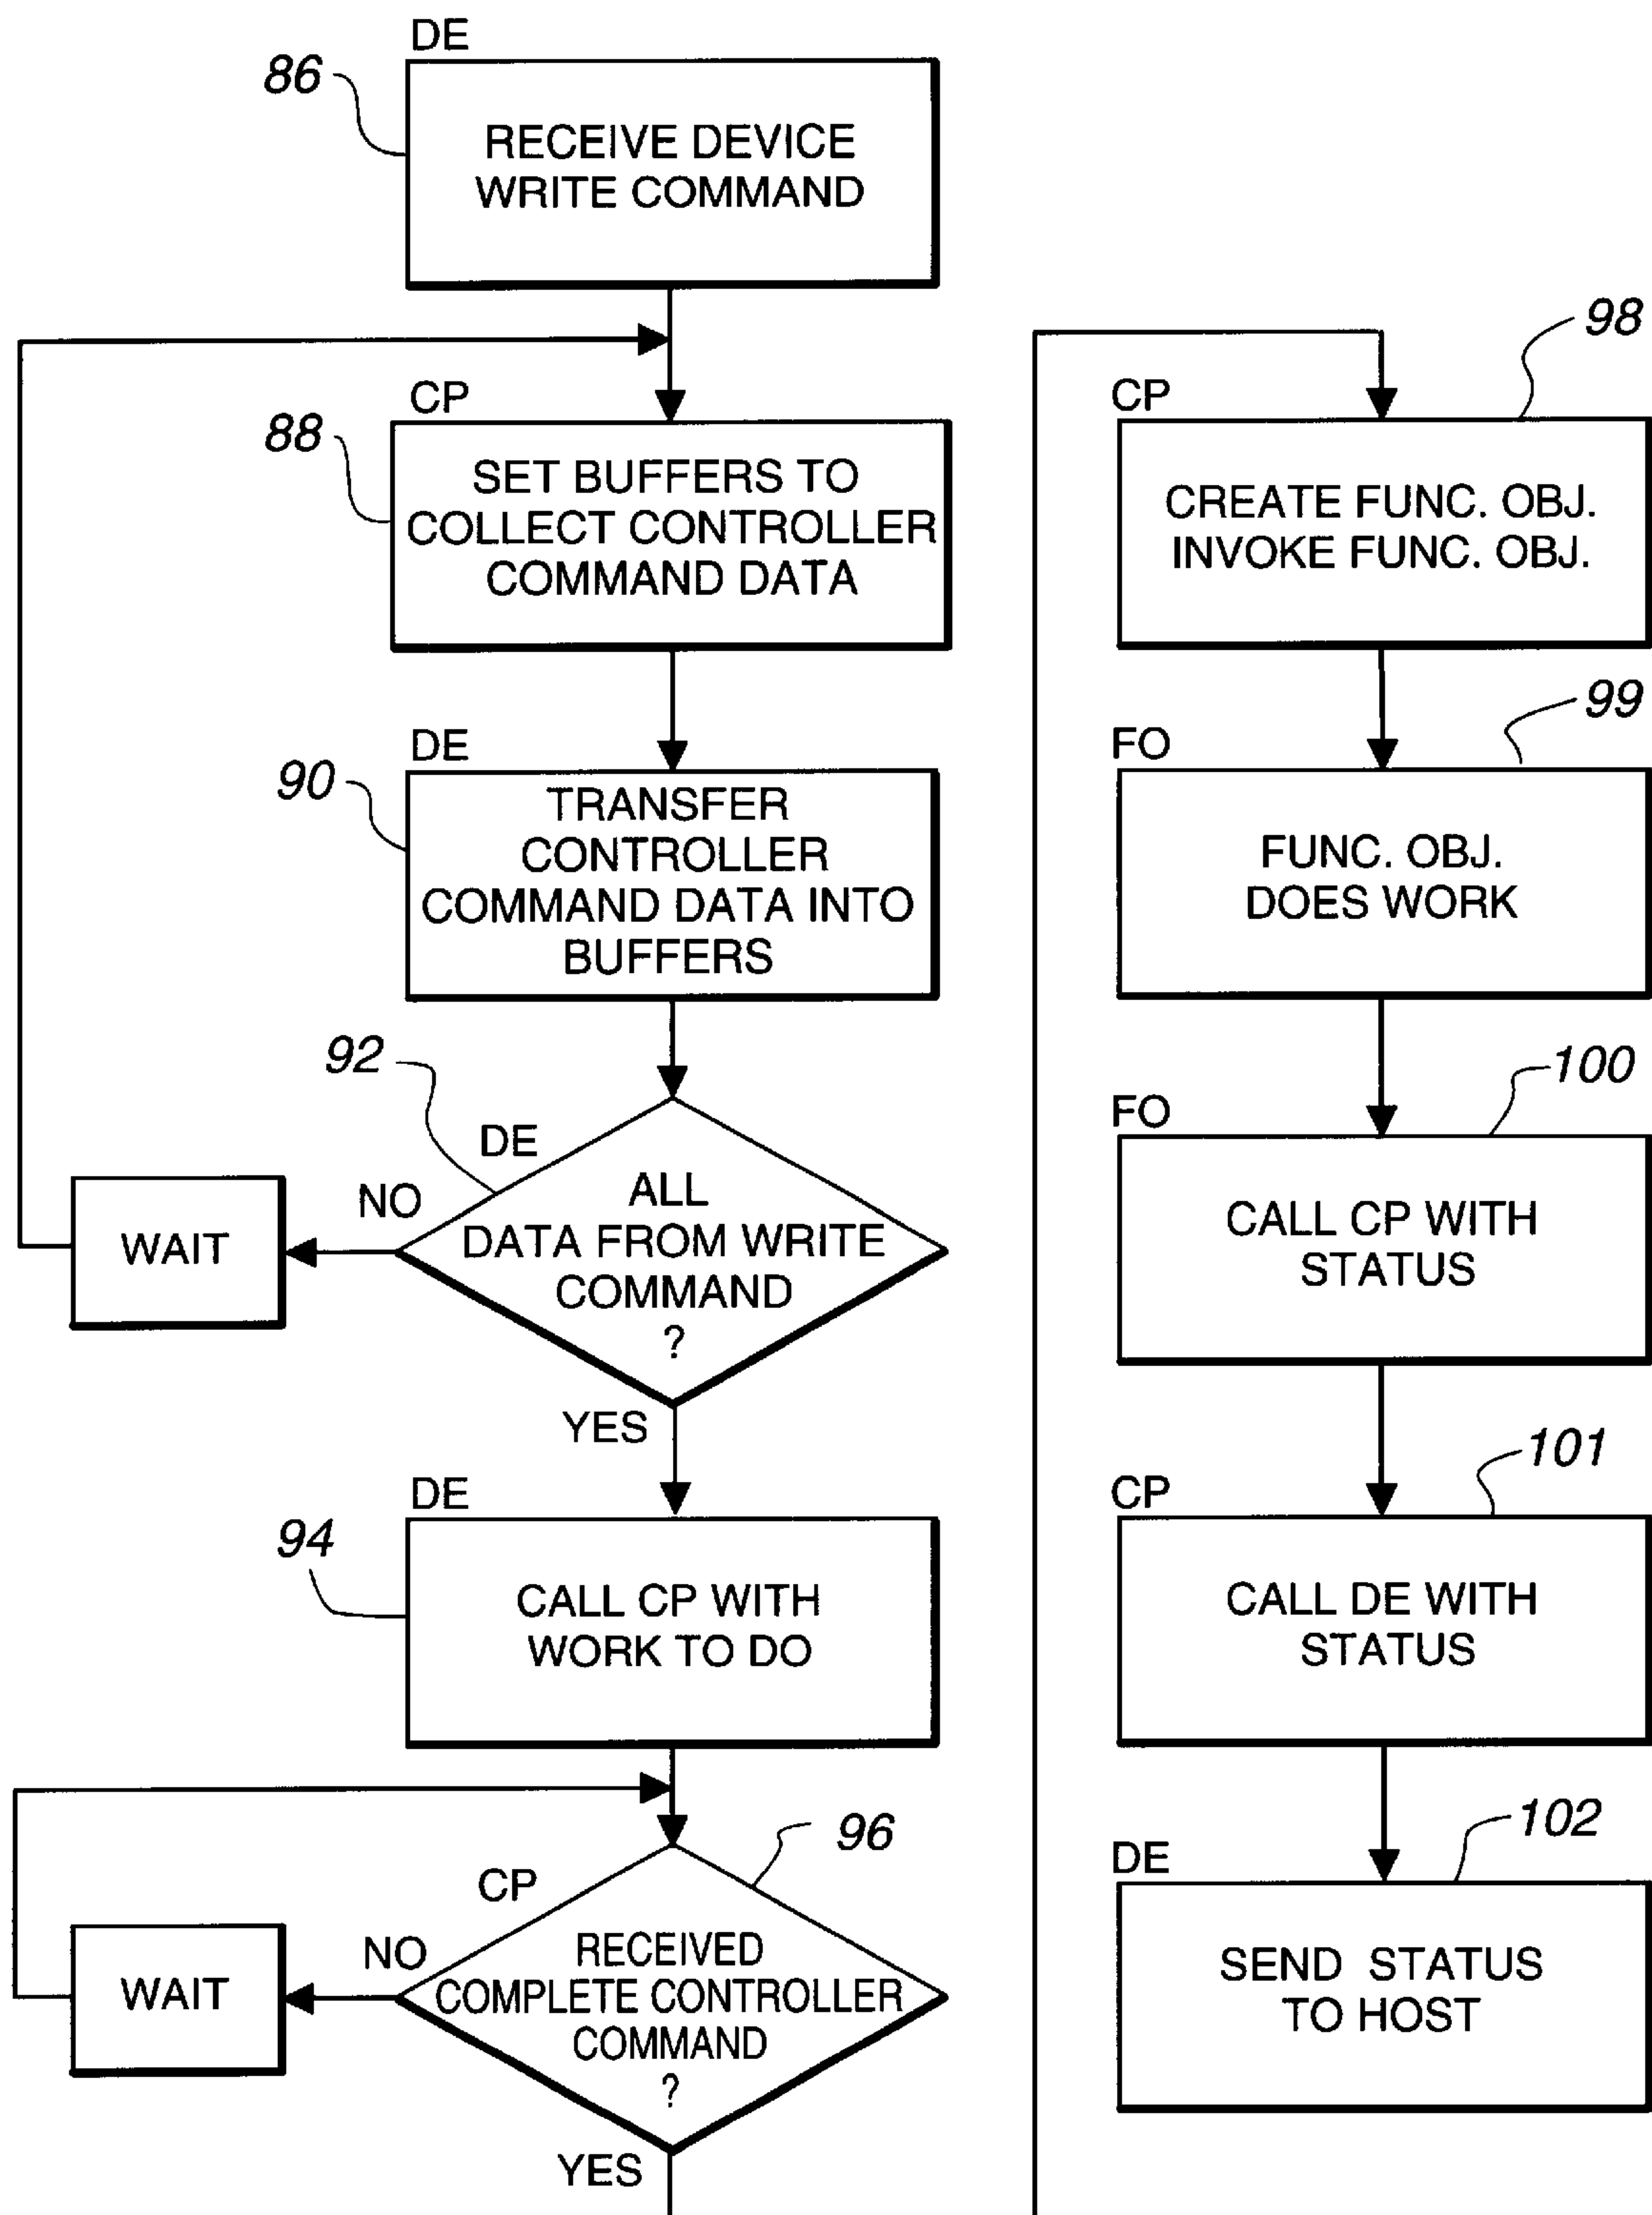 DE
86
RECEIVE DEVICE
WRITE COMMAND
CP
88
SET BUFFERS TO
COLLECT CONTROLLER
COMMAND DATA
DE
90
TRANSFER
CONTROLLER
COMMAND DATA INTO
BUFFERS
92
DE
ALL
DATA FROM WRITE
COMMAND
?
NO
WAIT
YES
DE
94
CALL CP WITH
WORK TO DO
96
CP
RECEIVED
COMPLETE CONTROLLER
COMMAND
?
NO
WAIT
YES
98
CP
CREATE FUNC. OBJ.
INVOKE FUNC. OBJ.
99
FO
FUNC. OBJ.
DOES WORK
100
FO
CALL CP WITH
STATUS
101
CP
CALL DE WITH
STATUS
102
DE
SEND STATUS
TO HOST